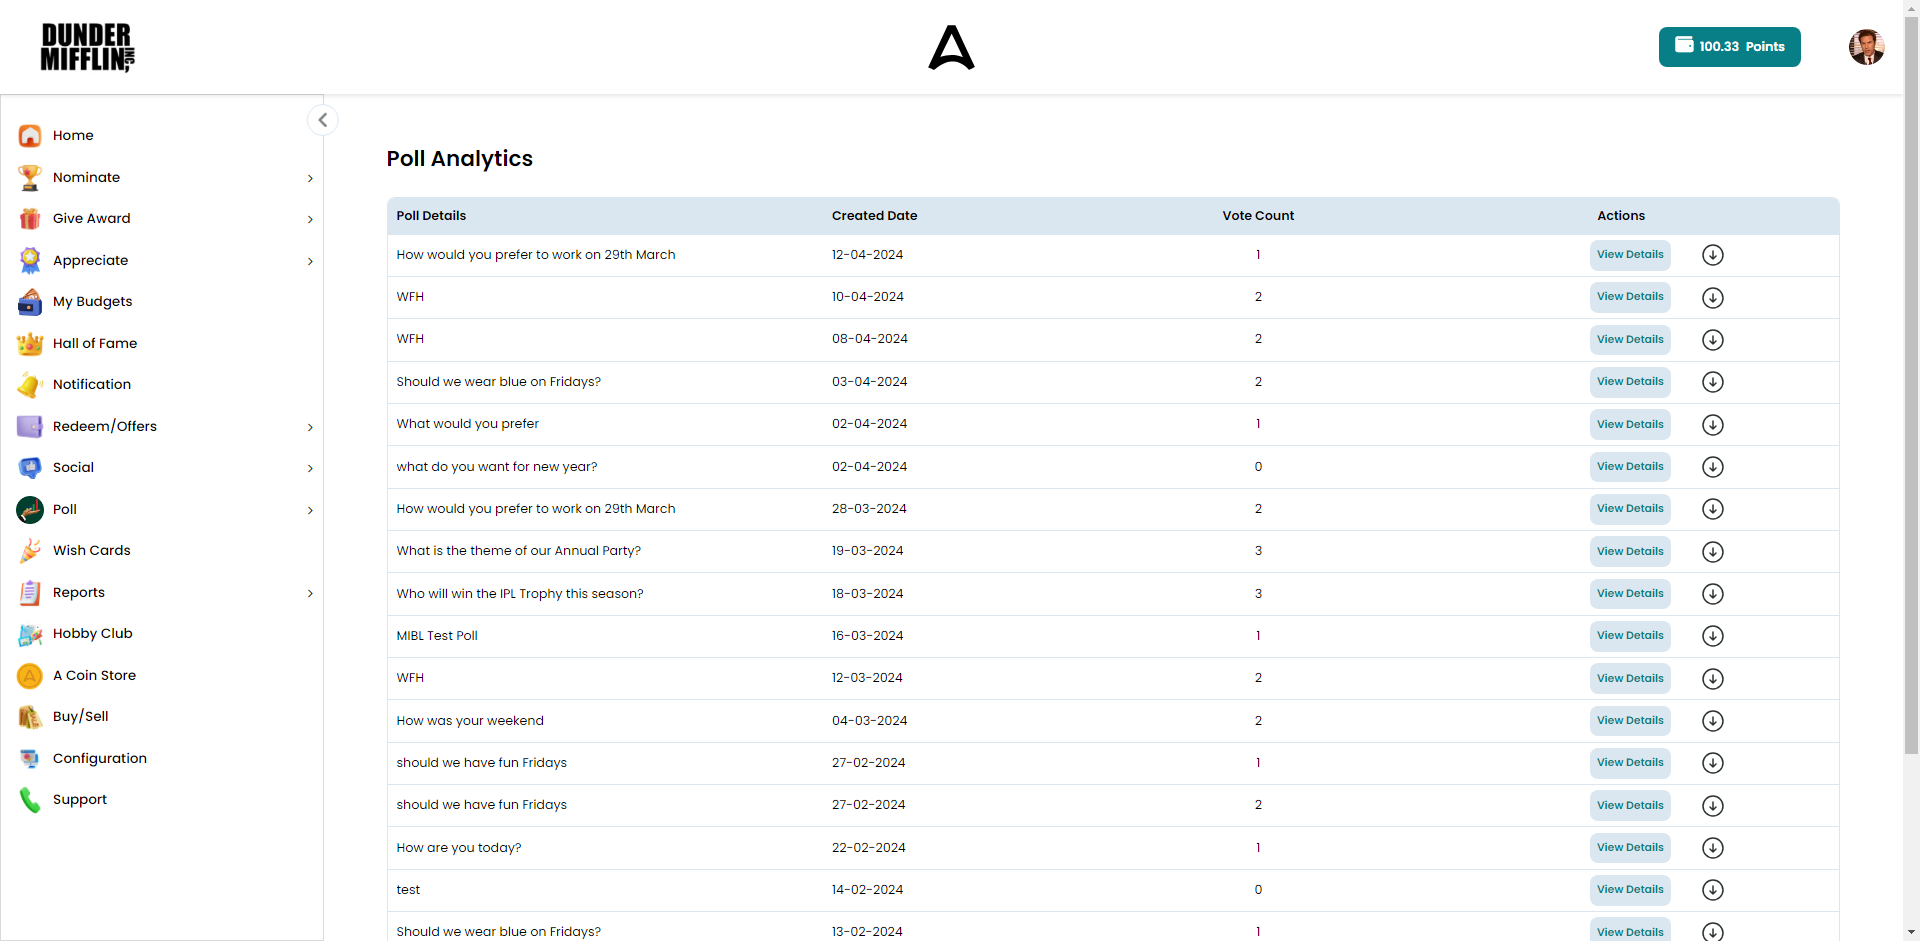 DUNDER
MIFFLIN INC,
100.33 Points
Home
Nominate
Give Award
Appreciate
My Budgets
Hall of Fame
Notification
Redeem/Offers
Social
Poll
Wish Cards
Reports
Hobby Club
A Coin Store
Buy/Sell
Configuration
Support
Poll Analytics
Poll Details Created Date Vote Count Actions
How would you prefer to work on 29th March 12-04-2024 1 View Details
WFH 10-04-2024 2 View Details
WFH 08-04-2024 2 View Details
Should we wear blue on Fridays? 03-04-2024 2 View Details
What would you prefer 02-04-2024 1 View Details
what do you want for new year? 02-04-2024 0 View Details
How would you prefer to work on 29th March 28-03-2024 2 View Details
What is the theme of our Annual Party? 19-03-2024 3 View Details
Who will win the IPL Trophy this season? 18-03-2024 3 View Details
MIBL Test Poll 16-03-2024 1 View Details
WFH 12-03-2024 2 View Details
How was your weekend 04-03-2024 2 View Details
should we have fun Fridays 27-02-2024 1 View Details
should we have fun Fridays 27-02-2024 2 View Details
How are you today? 22-02-2024 1 View Details
test 14-02-2024 0 View Details
Should we wear blue on Fridays? 13-02-2024 1 View Details